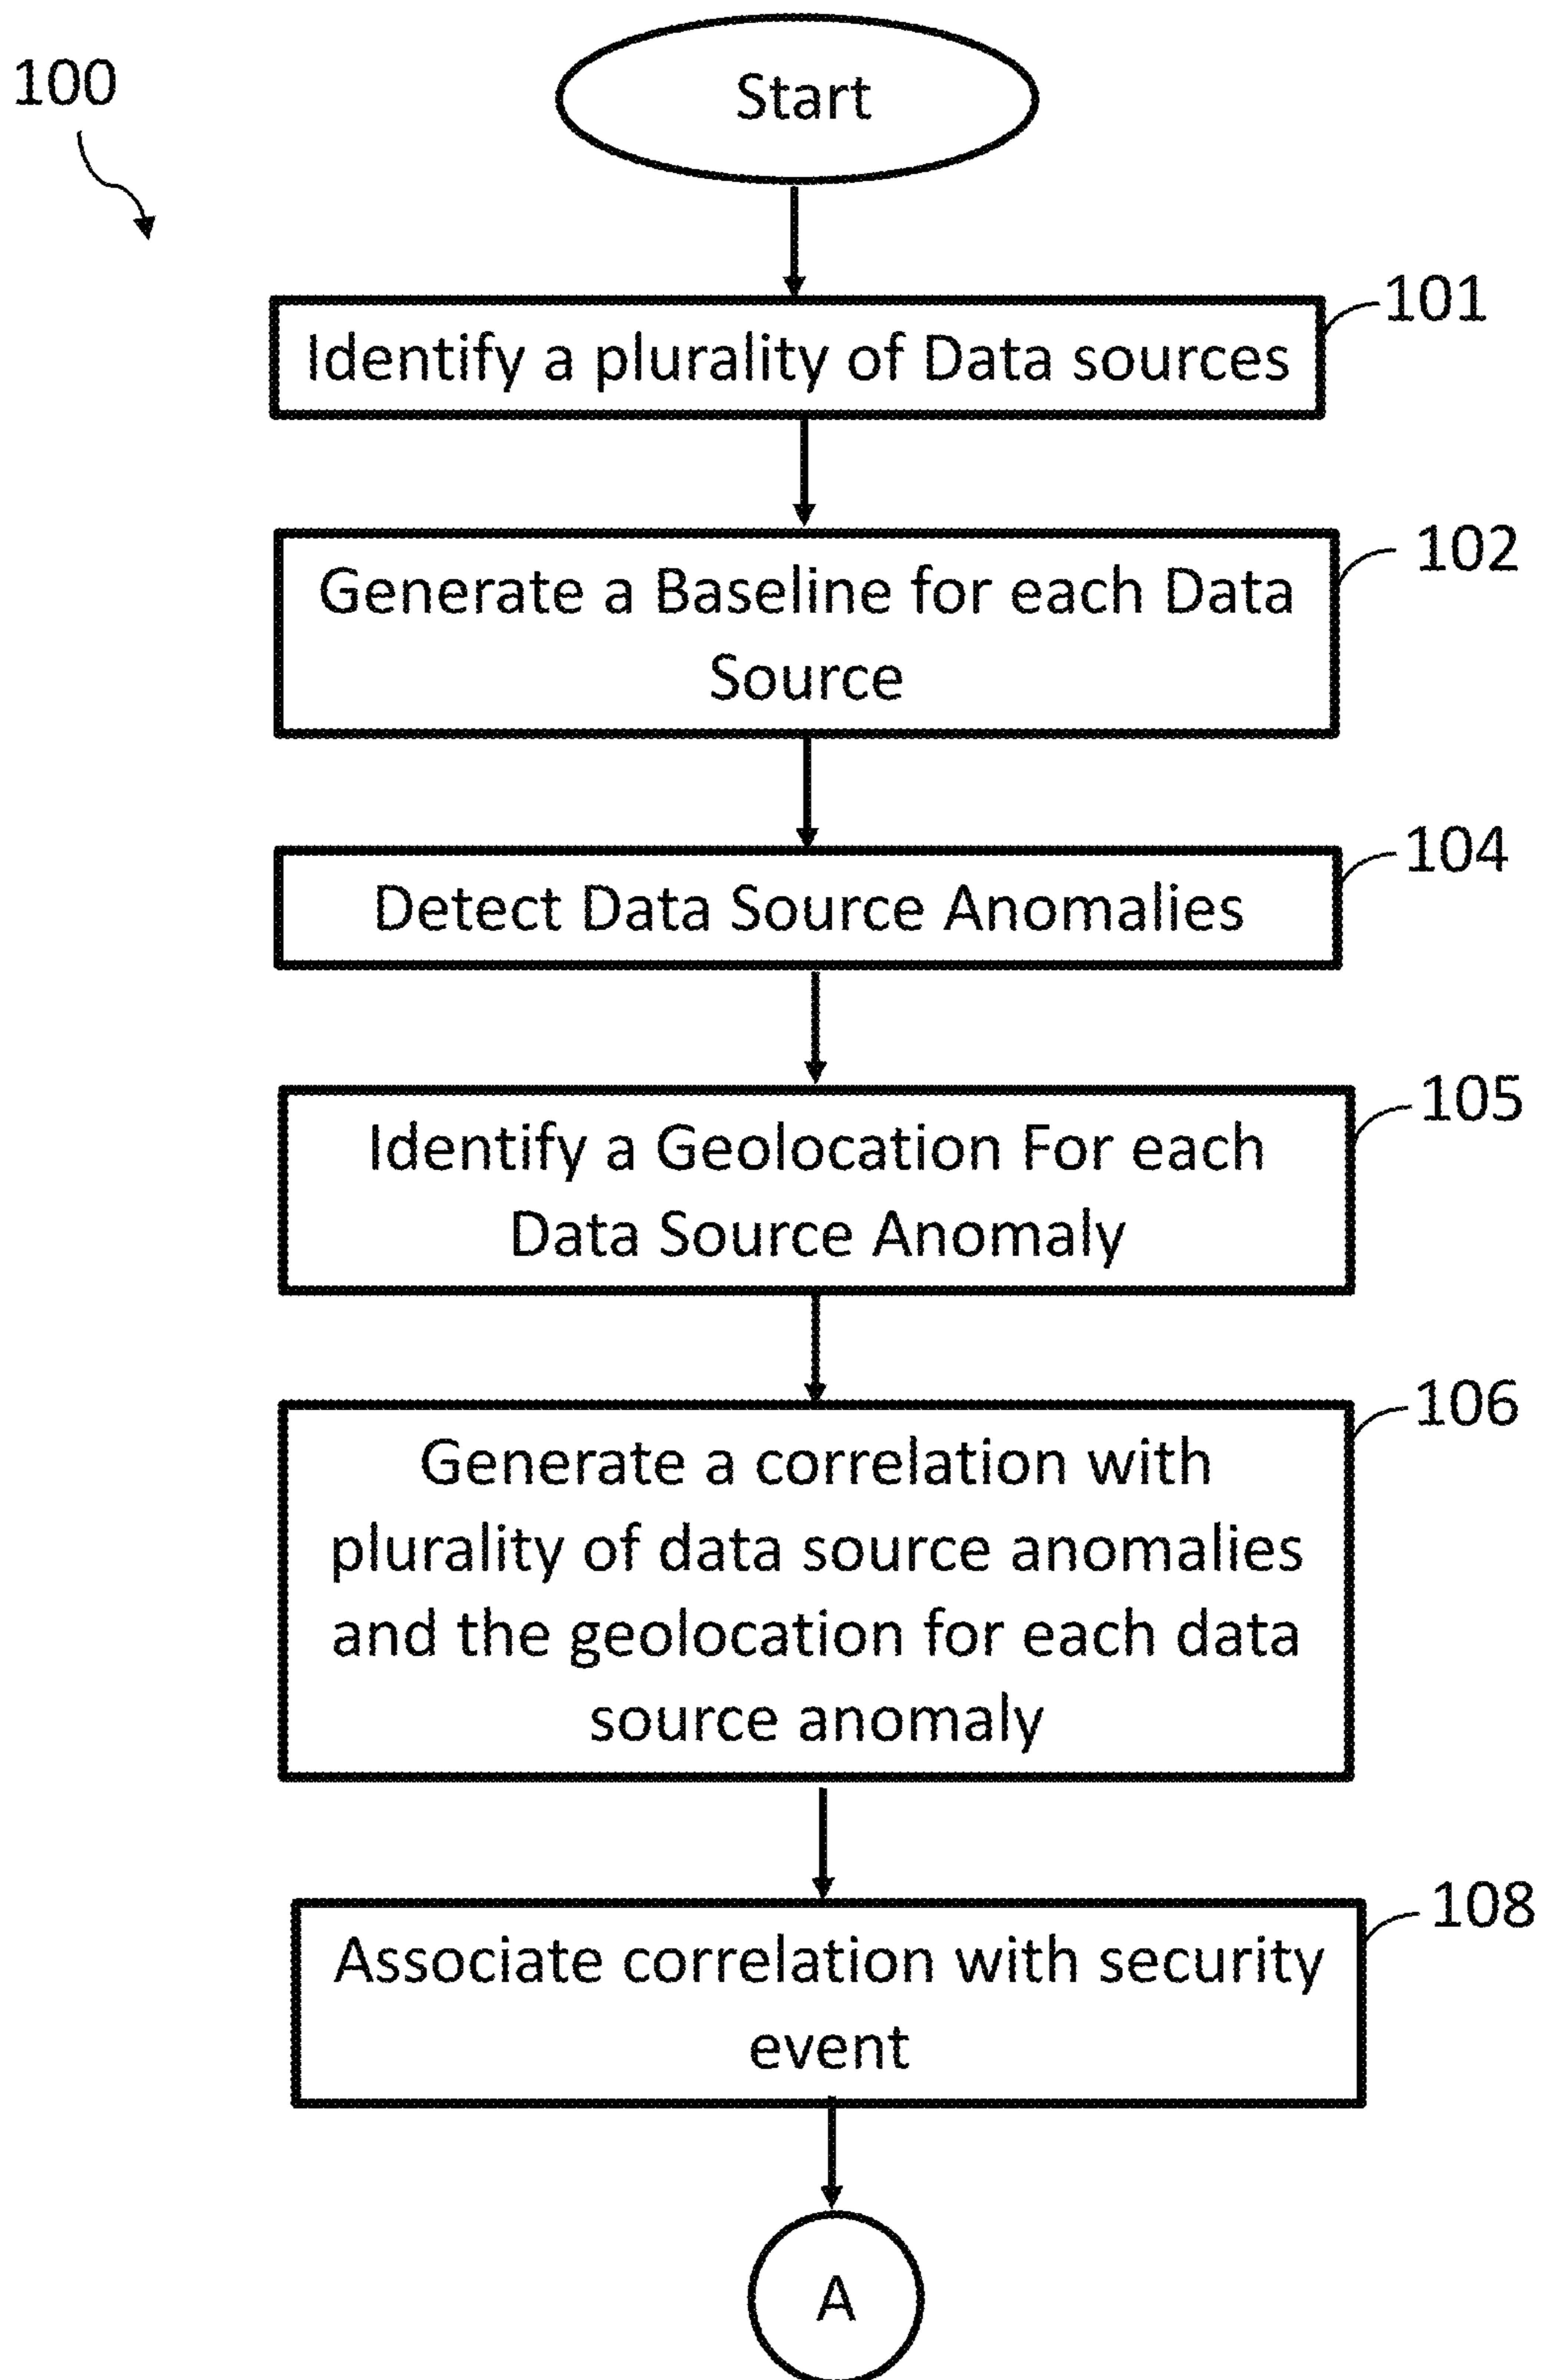 100
Start
101
Identify a plurality of Data sources
102
Generate a Baseline for each Data
Source
104
Detect Data Source Anomalies
105
Identify a Geolocation For each
Data Source Anomaly
106
Generate a correlation with
plurality of data source anomalies
and the geolocation for each data
source anomaly
108
Associate correlation with security
event
A